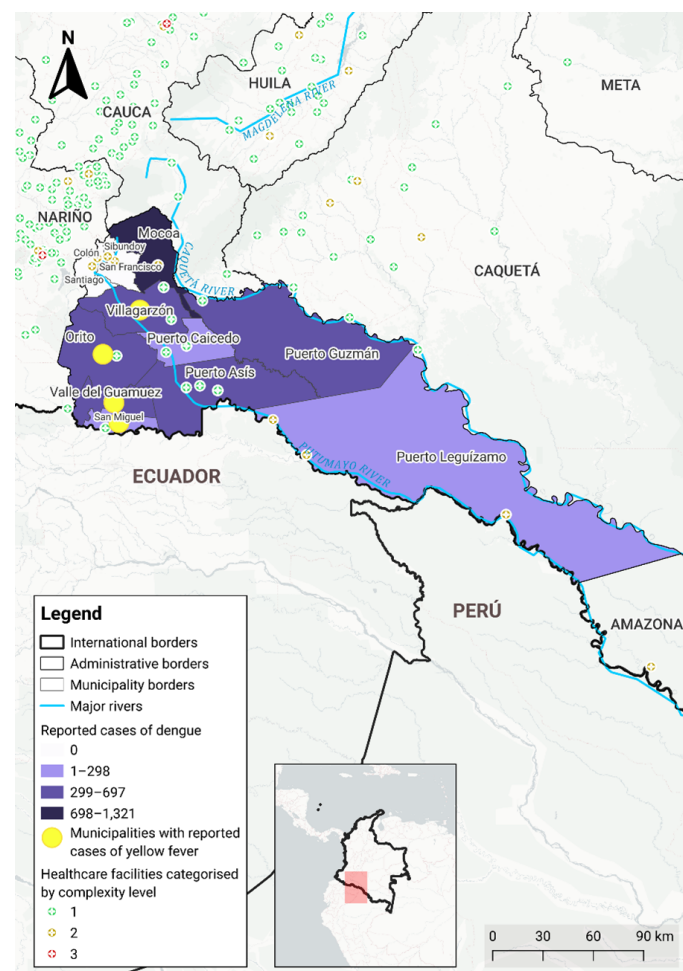 N
HUILA
META
CAUCA
MAGDALENA RIVER
NARIÑO
Mocoa
Sibundoy
Colón
San Francisco
Santiago
CAQUETÁ RIVER
CAQUETÁ
Villagarzón
Orito
Puerto Caicedo
Puerto Guzmán
Puerto Asís
Valle del Guamuez
San Miguel
PUTUMAYO RIVER
Puerto Leguízamo
ECUADOR
PERÚ
AMAZONA
Legend
International borders
Administrative borders
Municipality borders
Major rivers
Reported cases of dengue
0
1–298
299–697
698–1,321
Municipalities with reported
cases of yellow fever
Healthcare facilities categorised
by complexity level
1
2
3
0 30 60 90 km